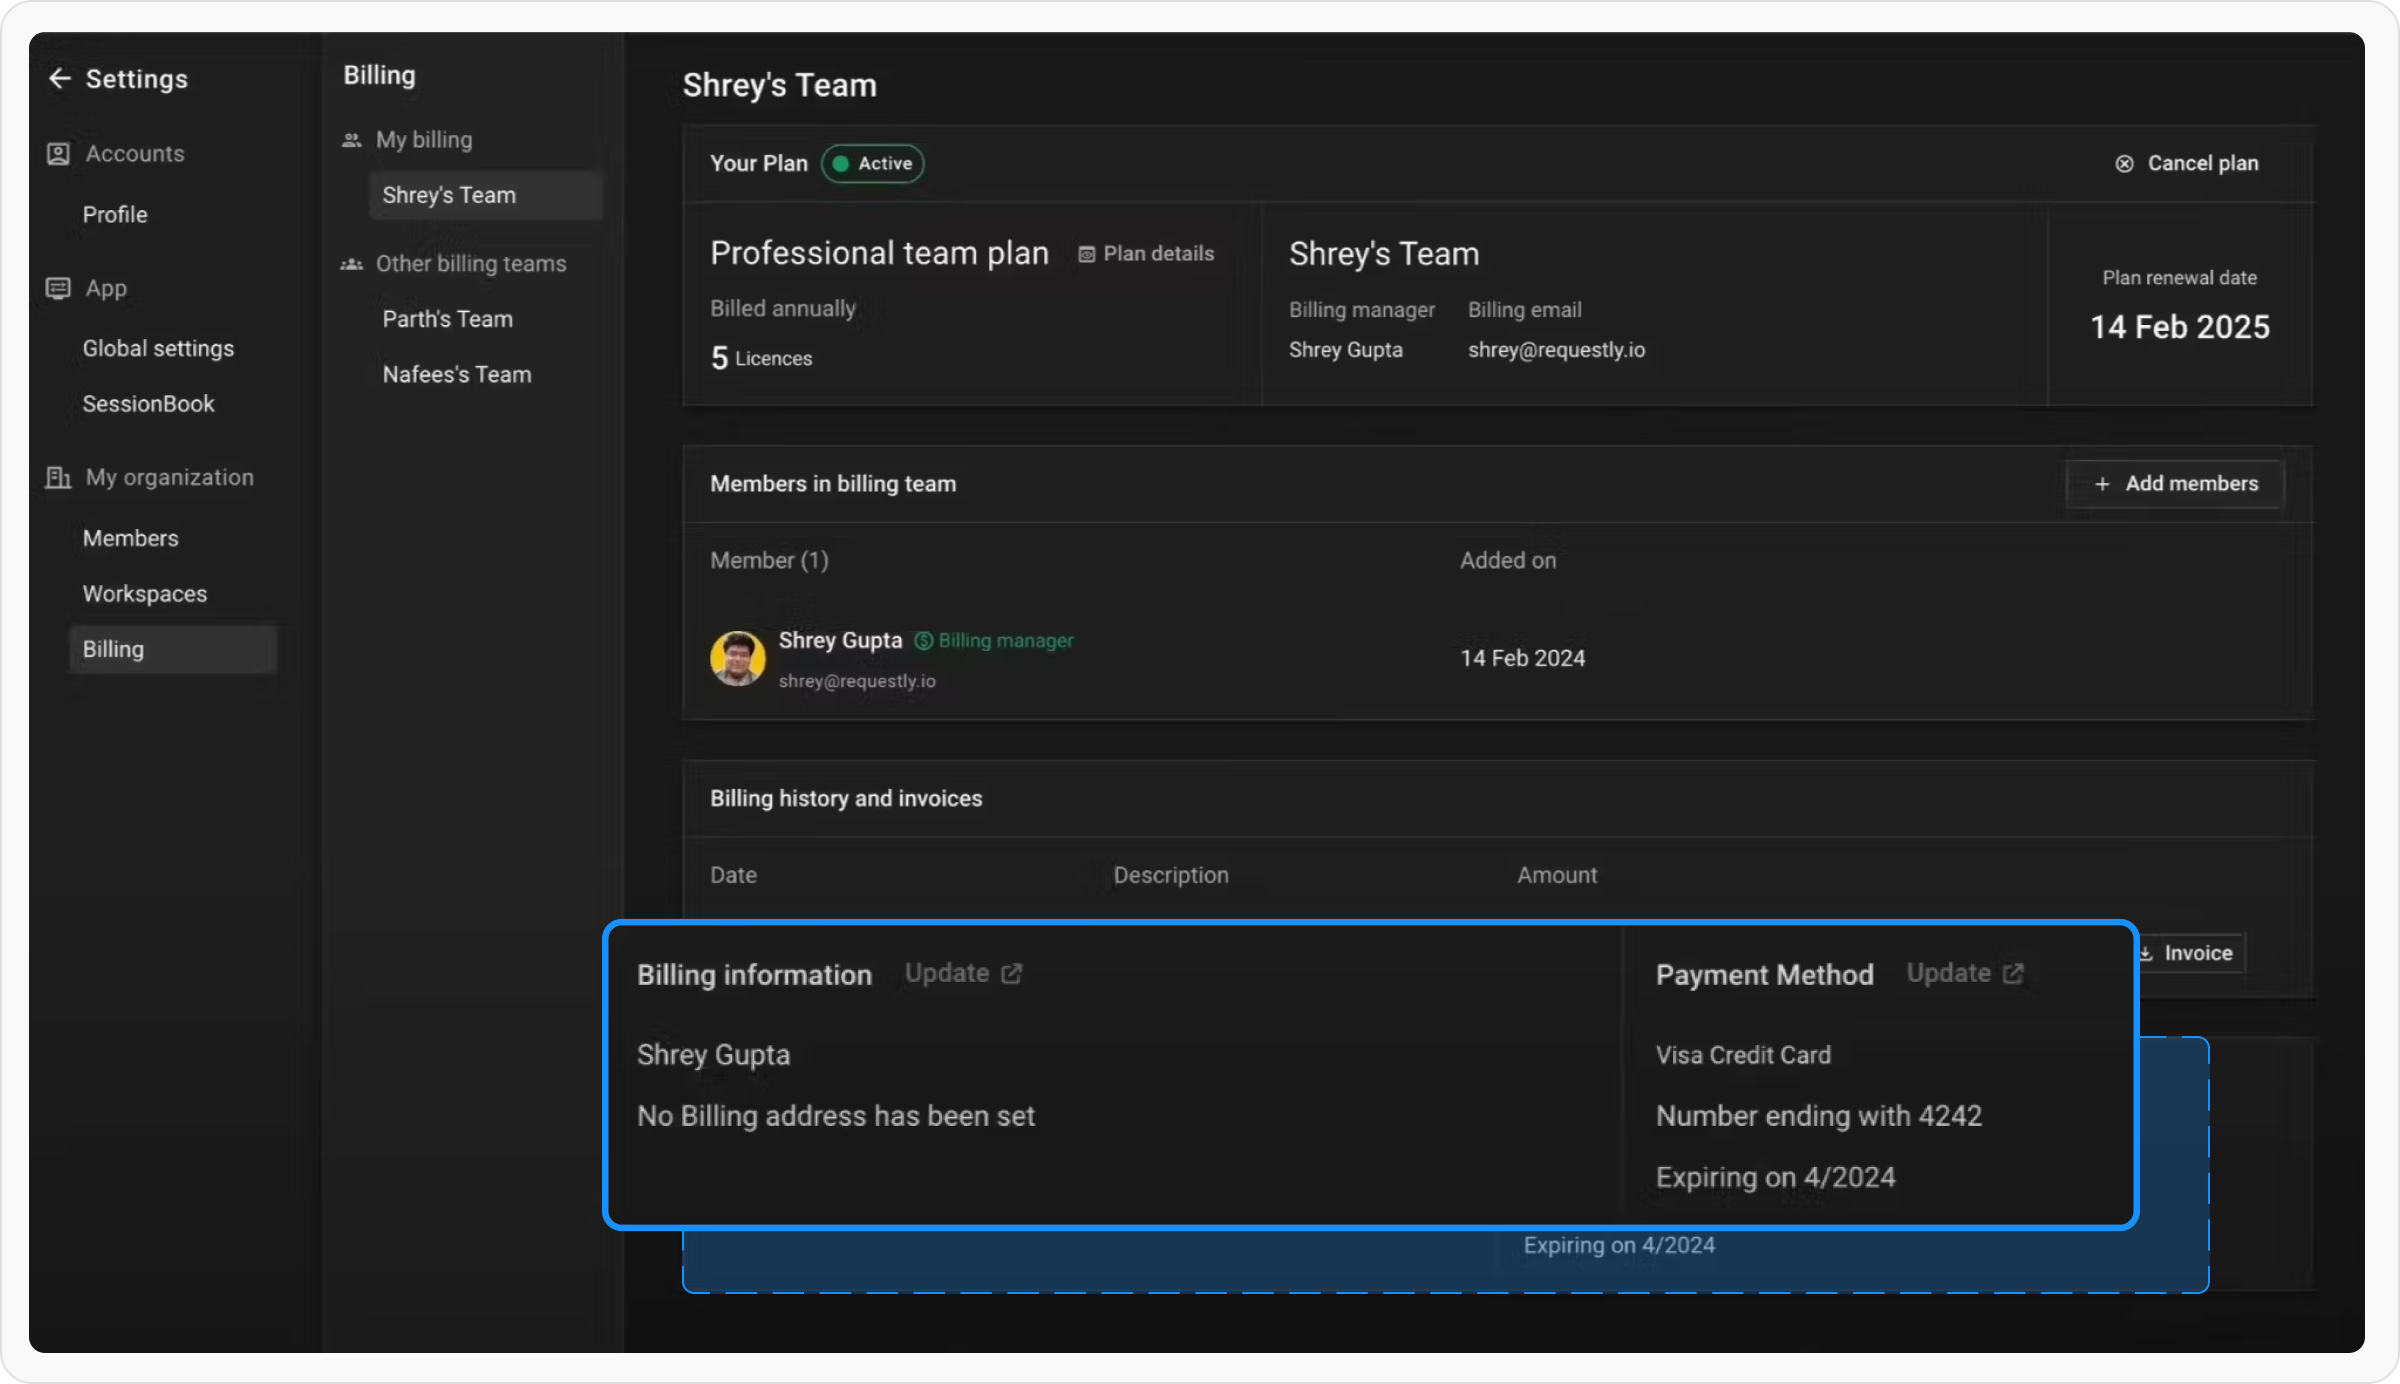 Settings
Accounts
Profile
App
Global settings
SessionBook
My organization
Members
Workspaces
Billing
Billing
My billing
Shrey's Team
Other billing teams
Parth's Team
Nafees's Team
Shrey's Team
Your Plan Active Cancel plan
Professional team plan Plan details
Billed annually
5 Licences
Shrey's Team
Billing manager Billing email
Shrey Gupta shrey@requestly.io
Plan renewal date
14 Feb 2025
Members in billing team Add members
Member (1) Added on
Shrey Gupta Billing manager
shrey@requestly.io
14 Feb 2024
Billing history and invoices
Date Description Amount
Invoice
Billing information Update
Shrey Gupta
No Billing address has been set
Payment Method Update
Visa Credit Card
Number ending with 4242
Expiring on 4/2024
Expiring on 4/2024